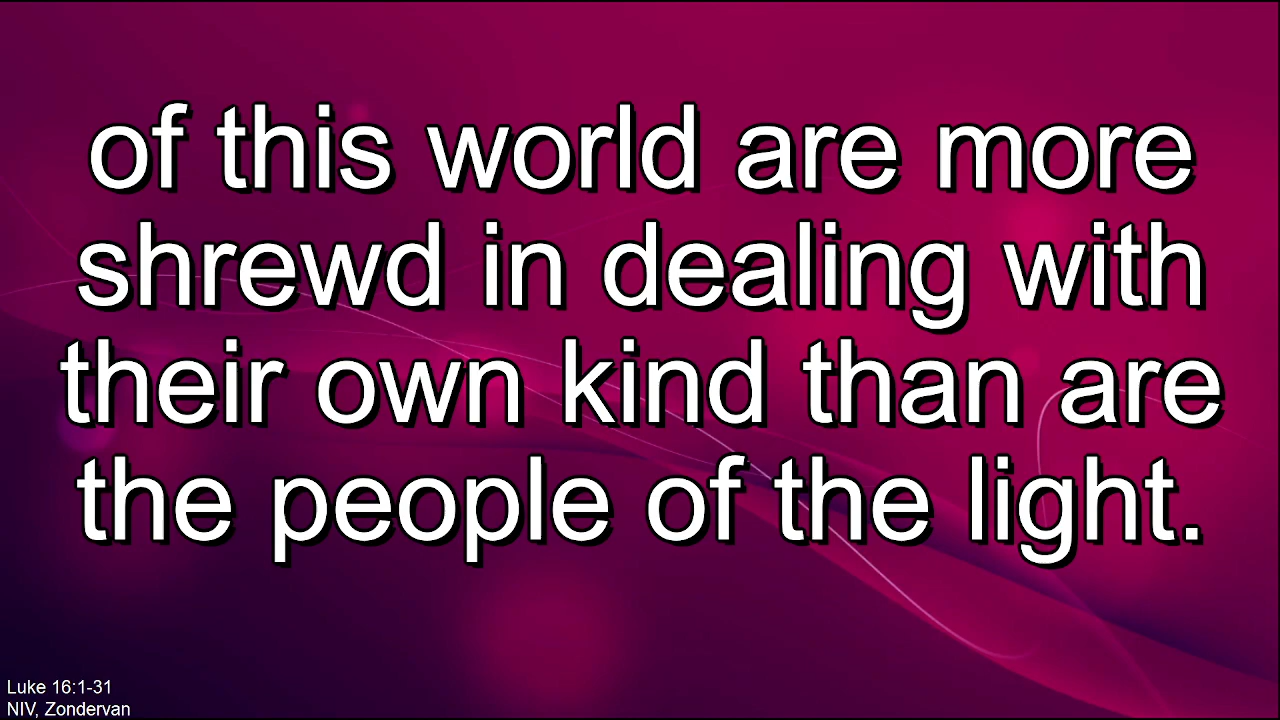 of this world are more
shrewd in dealing with
their own kind than are
the people of the light.
Luke 16:1-31
NIV, Zondervan